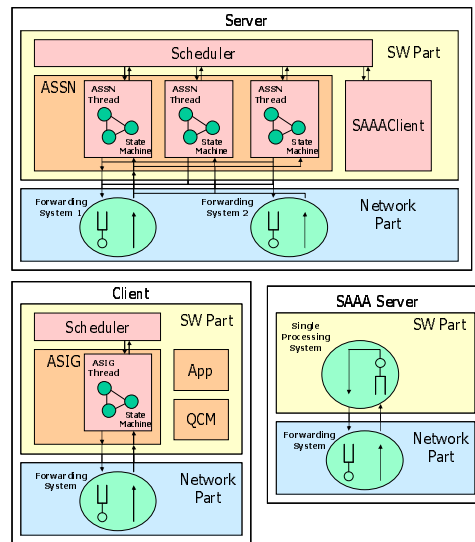 Server
SW Part
Scheduler
ASSN
ASSN
Thread
State
Machine
ASSN
Thread
State
Machine
ASSN
Thread
State
Machine
SAAAClient
Network
Part
Forwarding
System 1
Forwarding
System 2
Client
SW Part
Scheduler
ASIG
ASIG
Thread
State
Machine
App
QCM
Forwarding
System
Network
Part
SAAA Server
SW Part
Single
Processing
System
Forwarding
System
Network
Part